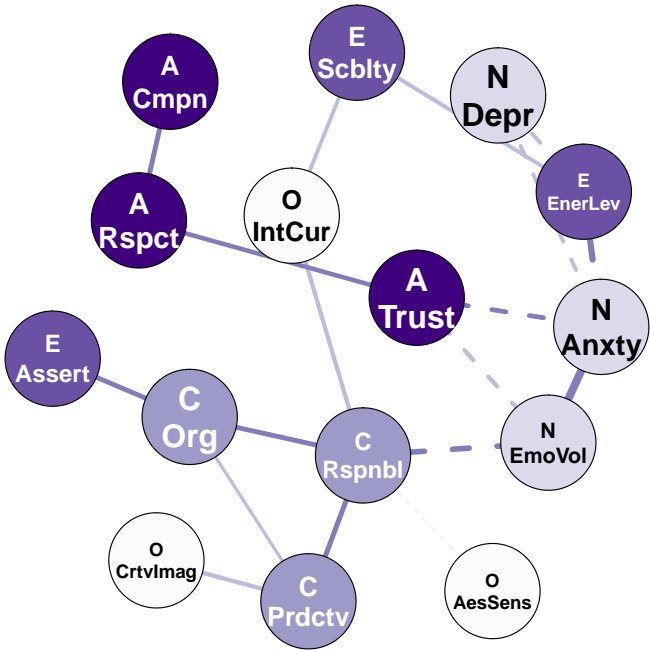 E
Scblty
A
Cmpn
N
Depr
E
EnerLev
O
IntCur
A
Rspct
A
Trust
N
Anxty
E
Assert
C
Org
C
Rspnbl
N
EmoVol
O
CrtvImag
C
Prdctv
O
AesSens